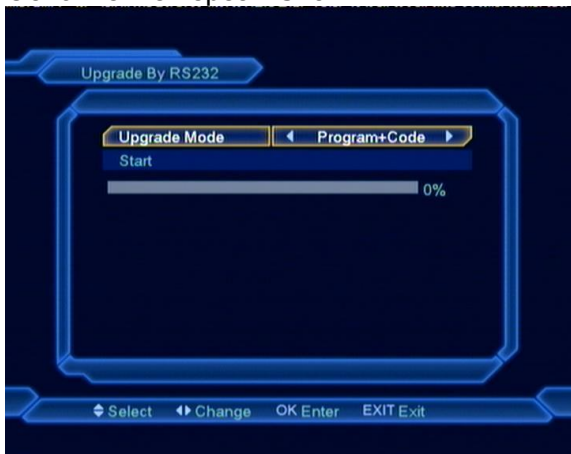 Upgrade By RS232
Upgrade Mode Program+Code
Start
0%
Select Change OK Enter EXIT Exit